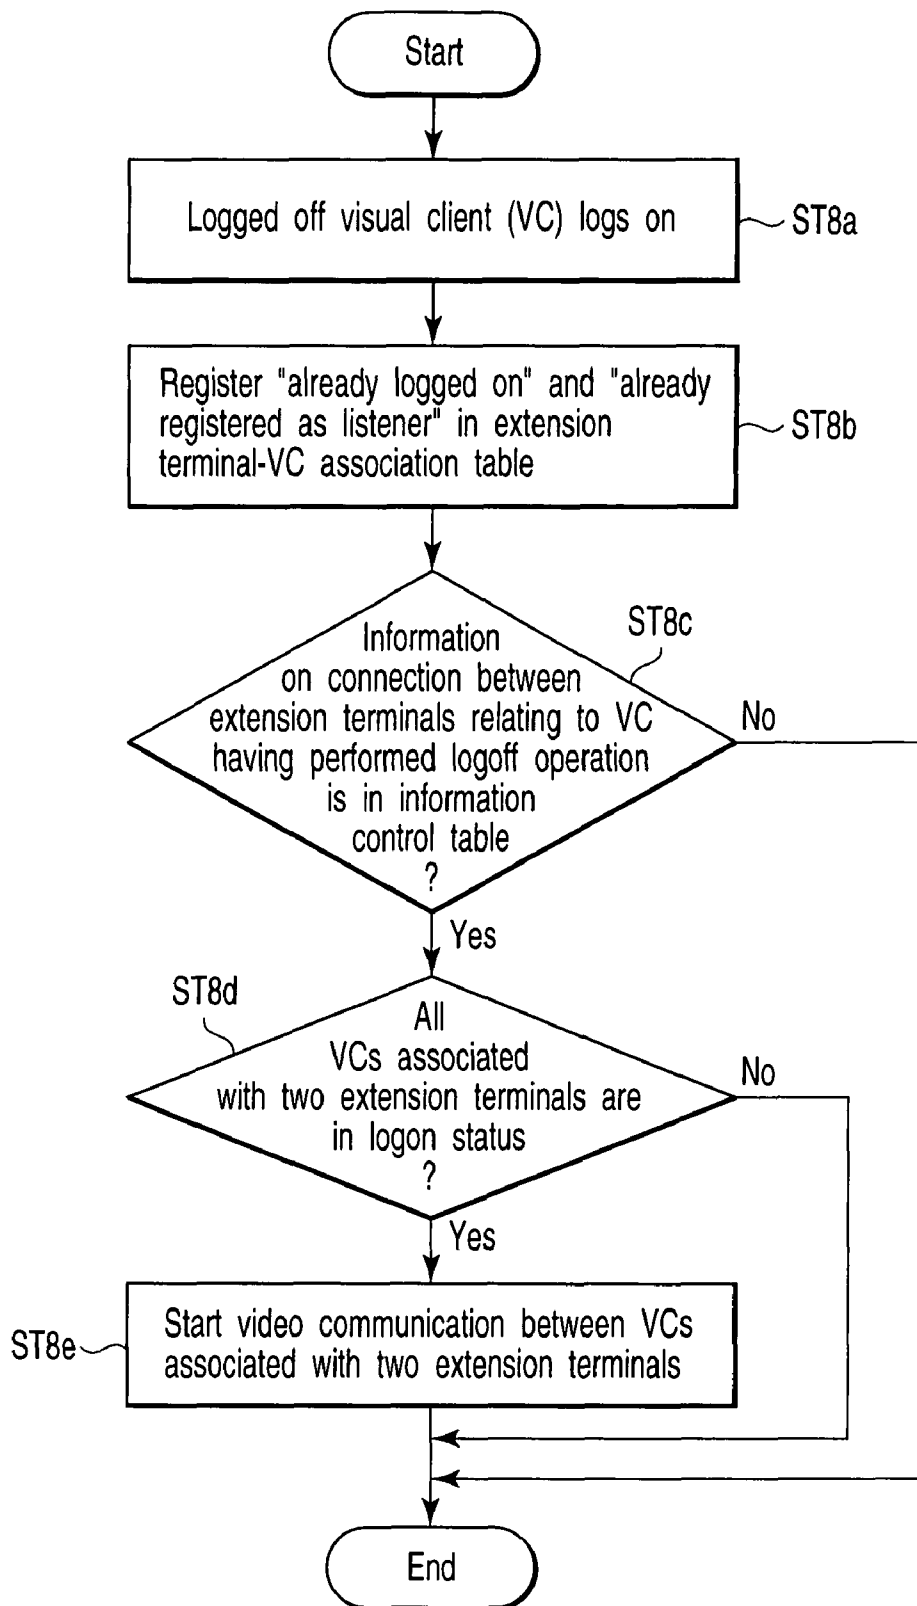 Start
Logged off visual client (VC) logs on
ST8a
Register "already logged on" and "already
registered as listener" in extension
terminal-VC association table
ST8b
ST8c
Information
on connection between
extension terminals relating to VC
having performed logoff operation
is in information
control table
?
No
Yes
ST8d
All
VCs associated
with two extension terminals are
in logon status
?
No
Yes
ST8e
Start video communication between VCs
associated with two extension terminals
End